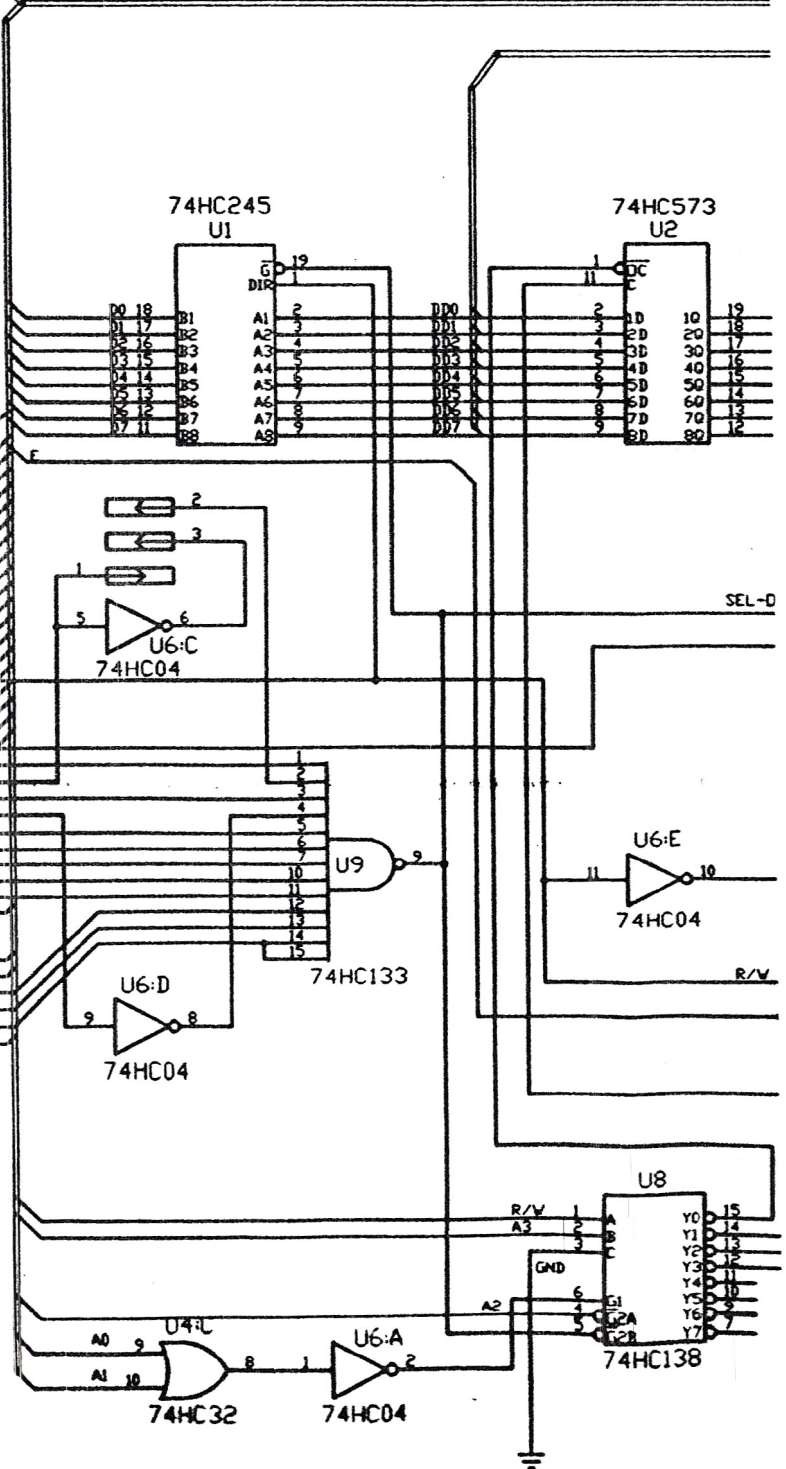 74HC245
U1
74HC573
U2
G 19
DIR 1
1 OC
11 C
D0 18 B1 A1 2 DD0 2 1D 1Q 19
D1 17 B2 A2 3 DD1 3 2D 2Q 18
D2 16 B3 A3 4 DD2 4 3D 3Q 17
D3 15 B4 A4 5 DD3 5 4D 4Q 16
D4 14 B5 A5 6 DD4 6 5D 5Q 15
D5 13 B6 A6 7 DD5 7 6D 6Q 14
D6 12 B7 A7 8 DD6 8 7D 7Q 13
D7 11 B8 A8 9 DD7 9 8D 8Q 12
E
2
3
1
5 6
U6:C
74HC04
SEL-D
1
2
3
4
5
6
7
10
11
12
13
14
15
U9 9
74HC133
U6:E
11 10
74HC04
R/W
U6:D
9 8
74HC04
U8
R/W 1 A Y0 15
A3 2 B Y1 14
3 C Y2 13
GND Y3 12
Y4 11
6 G1 Y5 10
A2 4 G2A Y6 9
5 G2B Y7 7
74HC138
A0 9
A1 10
8
74HC32
U6:A
1 2
74HC04